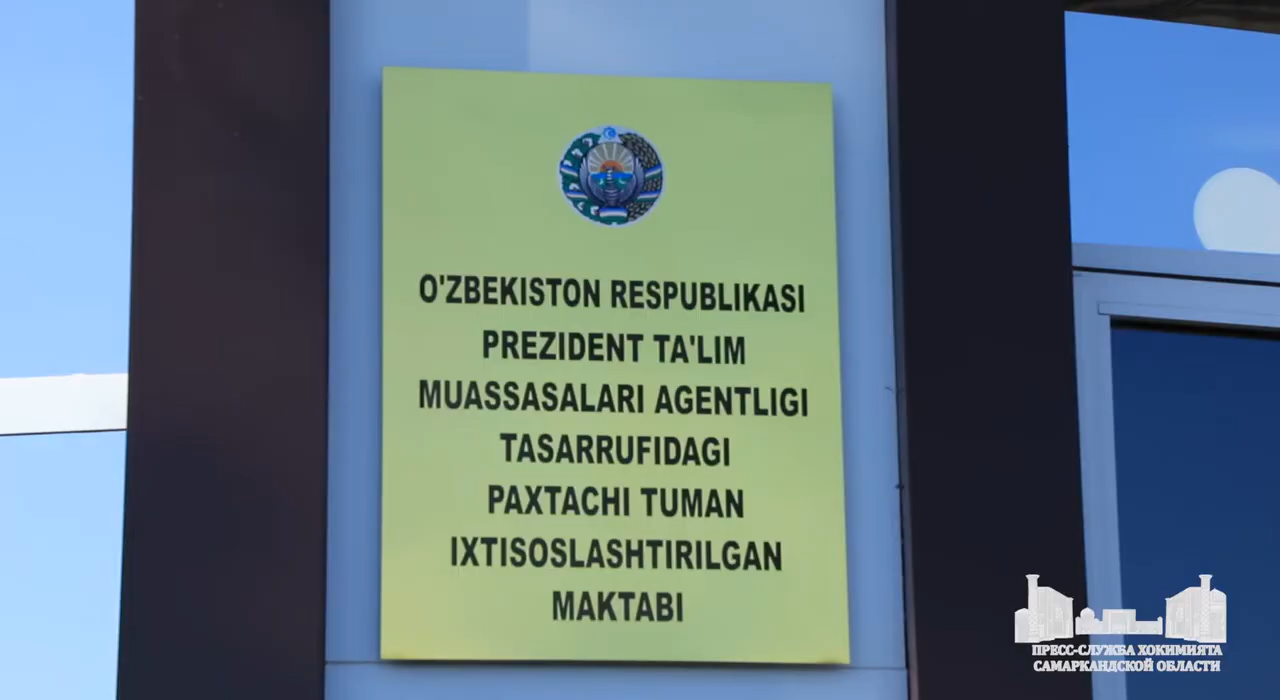 O'ZBEKISTON RESPUBLIKASI
PREZIDENT TA'LIM
MUASSASALARI AGENTLIGI
TASARRUFIDAGI
PAXTACHI TUMAN
IXTISOSLASHTIRILGAN
MAKTABI
ПРЕСС-СЛУЖБА ХОКИМИЯТА
САМАРКАНДСКОЙ ОБЛАСТИ